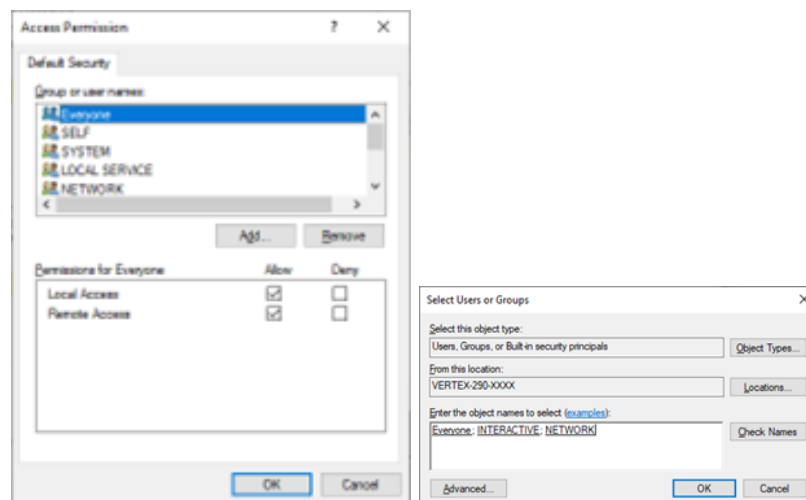 Access Permission
Default Security
Group or user names:
Everyone
SELF
SYSTEM
LOCAL SERVICE
NETWORK
Add... Remove
Permissions for Everyone Allow Deny
Local Access
Remote Access
OK Cancel
Select Users or Groups
Select this object type:
Users, Groups, or Built-in security principals Object Types...
From this location:
VERTEX-290-XXXX Locations...
Enter the object names to select (examples):
Everyone; INTERACTIVE; NETWORK Check Names
Advanced... OK Cancel